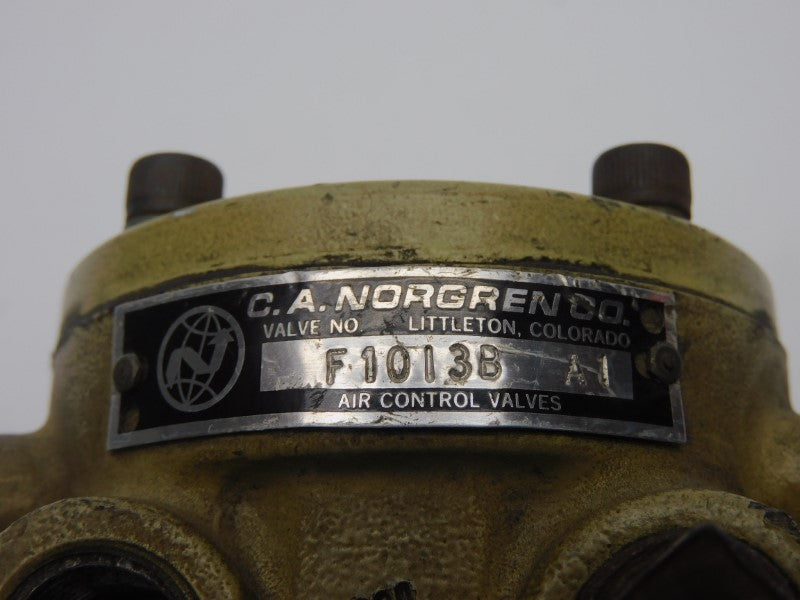 C.A. NORGREN CO.
VALVE NO LITTLETON, COLORADO
F1013B A1
AIR CONTROL VALVES